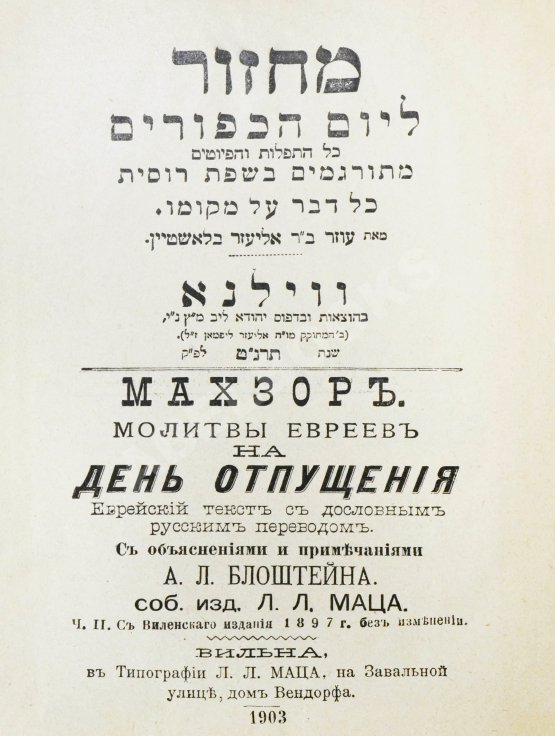 מחזור
ליום הכפורים
כל התפלות והפיוטים
מתורגמים בשפת רוסית
כל דבר על מקומו.
מאת עוזר ב"ר אליעזר בלאשטיין.
ווילנא
בהוצאות ובדפוס יהודא ליב מ"ץ נ"י,
(ב'המחוקק מו"ה אליעזר ליפמאן ז"ל).
שנת תרנ"ט לפ"ק
МАХЗОРЪ.
МОЛИТВЫ ЕВРЕЕВЪ
НА
ДЕНЬ ОТПУЩЕНІЯ
Еврейскій текстъ съ дословнымъ
русскимъ переводомъ.
Съ объясненіями и примѣчаніями
А. Л. БЛОШТЕЙНА.
соб. изд. Л. Л. МАЦА.
Ч. II. Съ Виленскаго изданія 1897 г. безъ измѣненій.
ВИЛЬНА,
въ Типографіи Л. Л. МАЦА, на Завальной
улицѣ, домъ Вендорфа.
1903